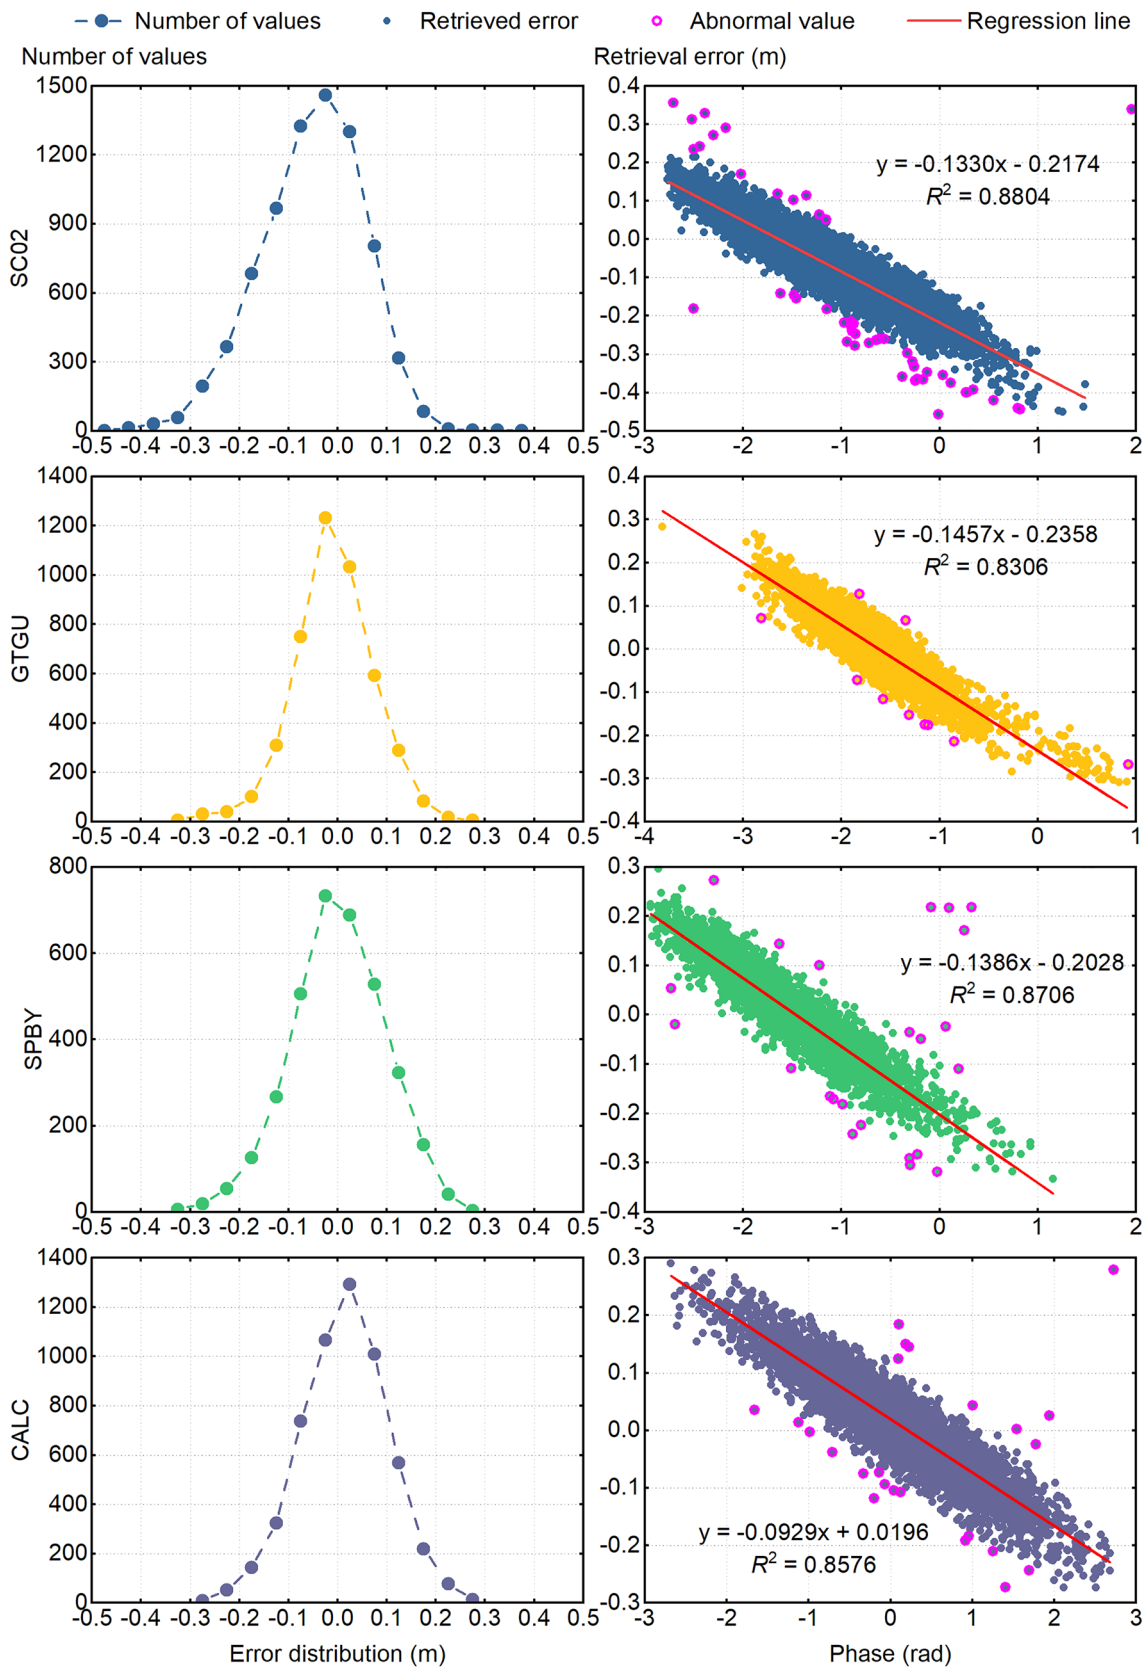 Number of values Retrieved error Abnormal value Regression line
Number of values Retrieval error (m)
SC02
1500
1200
900
600
300
0
-0.5 -0.4 -0.3 -0.2 -0.1 0.0 0.1 0.2 0.3 0.4 0.5
0.4
0.3
0.2
0.1
0.0
-0.1
-0.2
-0.3
-0.4
-0.5
y = -0.1330x - 0.2174
R² = 0.8804
-3 -2 -1 0 1 2
GTGU
1400
1200
1000
800
600
400
200
0
-0.5 -0.4 -0.3 -0.2 -0.1 0.0 0.1 0.2 0.3 0.4 0.5
0.4
0.3
0.2
0.1
0.0
-0.1
-0.2
-0.3
-0.4
y = -0.1457x - 0.2358
R² = 0.8306
-4 -3 -2 -1 0 1
SPBY
800
600
400
200
0
-0.5 -0.4 -0.3 -0.2 -0.1 0.0 0.1 0.2 0.3 0.4 0.5
0.3
0.2
0.1
0.0
-0.1
-0.2
-0.3
-0.4
y = -0.1386x - 0.2028
R² = 0.8706
-3 -2 -1 0 1 2
CALC
1400
1200
1000
800
600
400
200
0
-0.5 -0.4 -0.3 -0.2 -0.1 0.0 0.1 0.2 0.3 0.4 0.5
Error distribution (m)
0.3
0.2
0.1
0.0
-0.1
-0.2
-0.3
y = -0.0929x + 0.0196
R² = 0.8576
-3 -2 -1 0 1 2 3
Phase (rad)